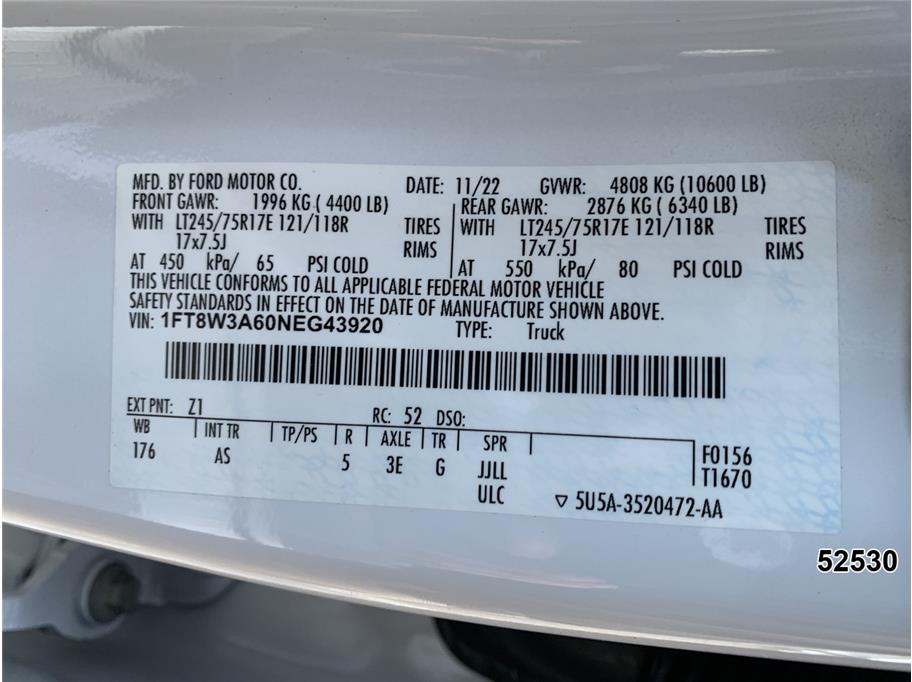 MFD. BY FORD MOTOR CO. DATE: 11/22 GVWR: 4808 KG (10600 LB)
FRONT GAWR: 1996 KG ( 4400 LB) REAR GAWR: 2876 KG ( 6340 LB)
WITH LT245/75R17E 121/118R TIRES WITH LT245/75R17E 121/118R TIRES
17x7.5J RIMS 17x7.5J RIMS
AT 450 kPa/ 65 PSI COLD AT 550 kPa/ 80 PSI COLD
THIS VEHICLE CONFORMS TO ALL APPLICABLE FEDERAL MOTOR VEHICLE
SAFETY STANDARDS IN EFFECT ON THE DATE OF MANUFACTURE SHOWN ABOVE.
VIN: 1FT8W3A60NEG43920 TYPE: Truck
EXT PNT: Z1 RC: 52 DSO:
WB INT TR TP/PS R AXLE TR SPR F0156
176 AS 5 3E G JJLL T1670
ULC 5U5A-3520472-AA
52530